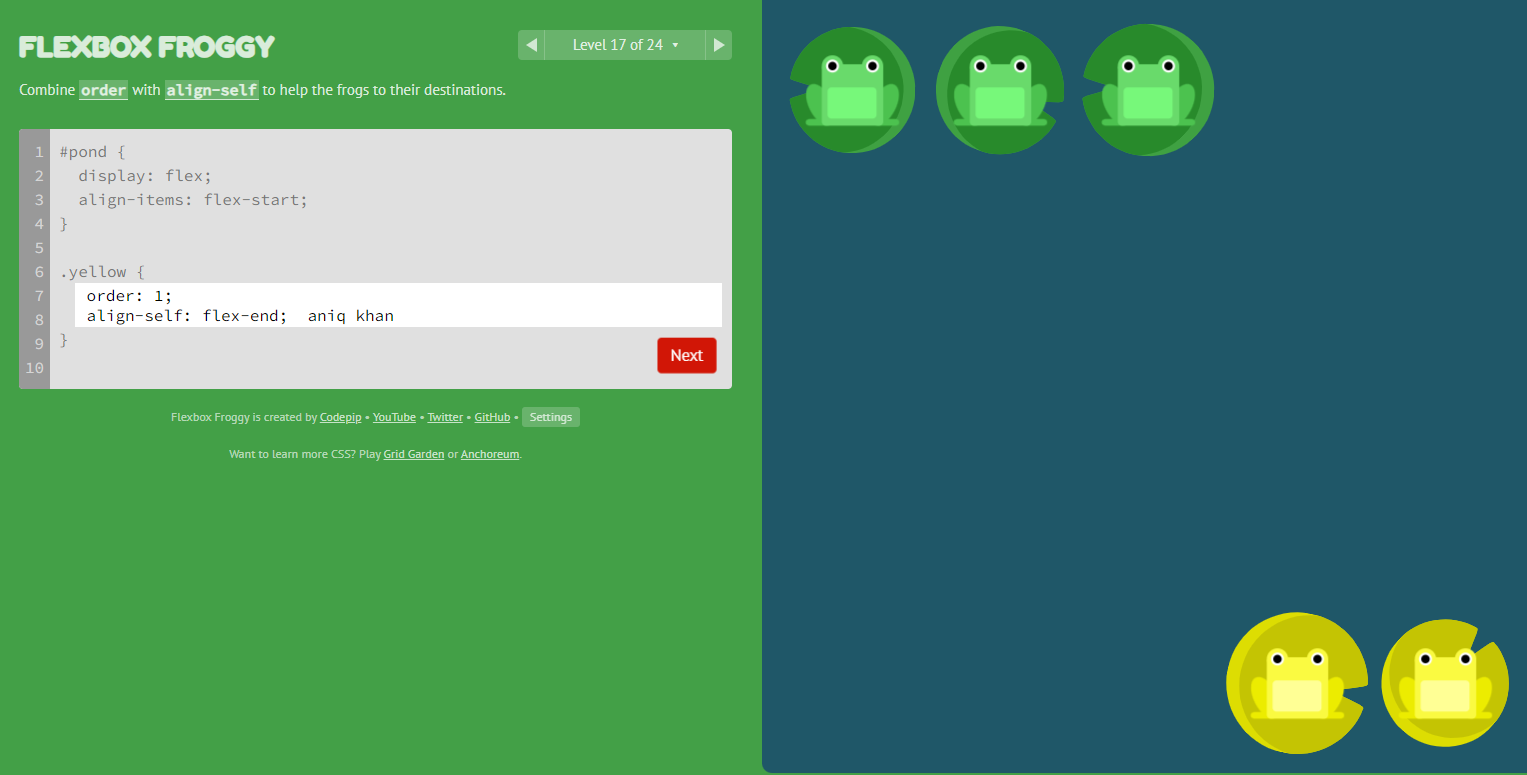 FLEXBOX FROGGY
Level 17 of 24 ▾
Combine order with align-self to help the frogs to their destinations.
1 #pond {
2 display: flex;
3 align-items: flex-start;
4 }
5
6 .yellow {
7 order: 1;
8 align-self: flex-end;  aniq khan
9 }
10
Next
Flexbox Froggy is created by Codepip • YouTube • Twitter • GitHub • Settings
Want to learn more CSS? Play Grid Garden or Anchoreum.